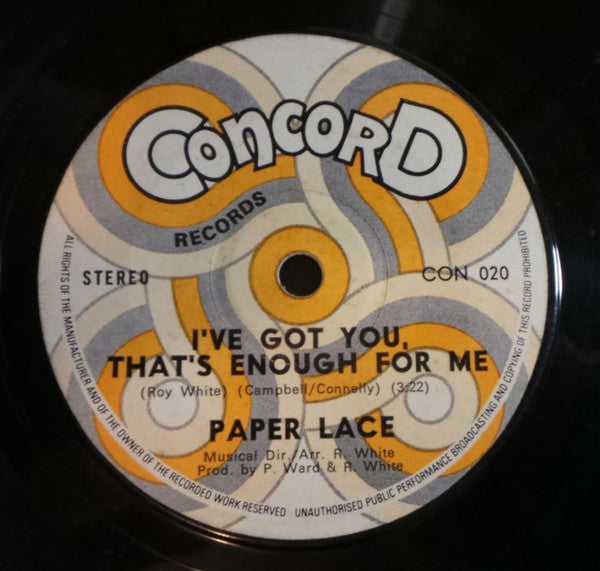 CONCORD
RECORDS
STEREO
CON 020
I'VE GOT YOU,
THAT'S ENOUGH FOR ME
(Roy White) (Campbell/Connelly) (3:22)
PAPER LACE
Musical Dir./Arr. R. White
Prod. by P. Ward & R. White
ALL RIGHTS OF THE MANUFACTURER AND OF THE OWNER OF THE RECORDED WORK RESERVED · UNAUTHORISED PUBLIC PERFORMANCE BROADCASTING AND COPYING OF THIS RECORD PROHIBITED